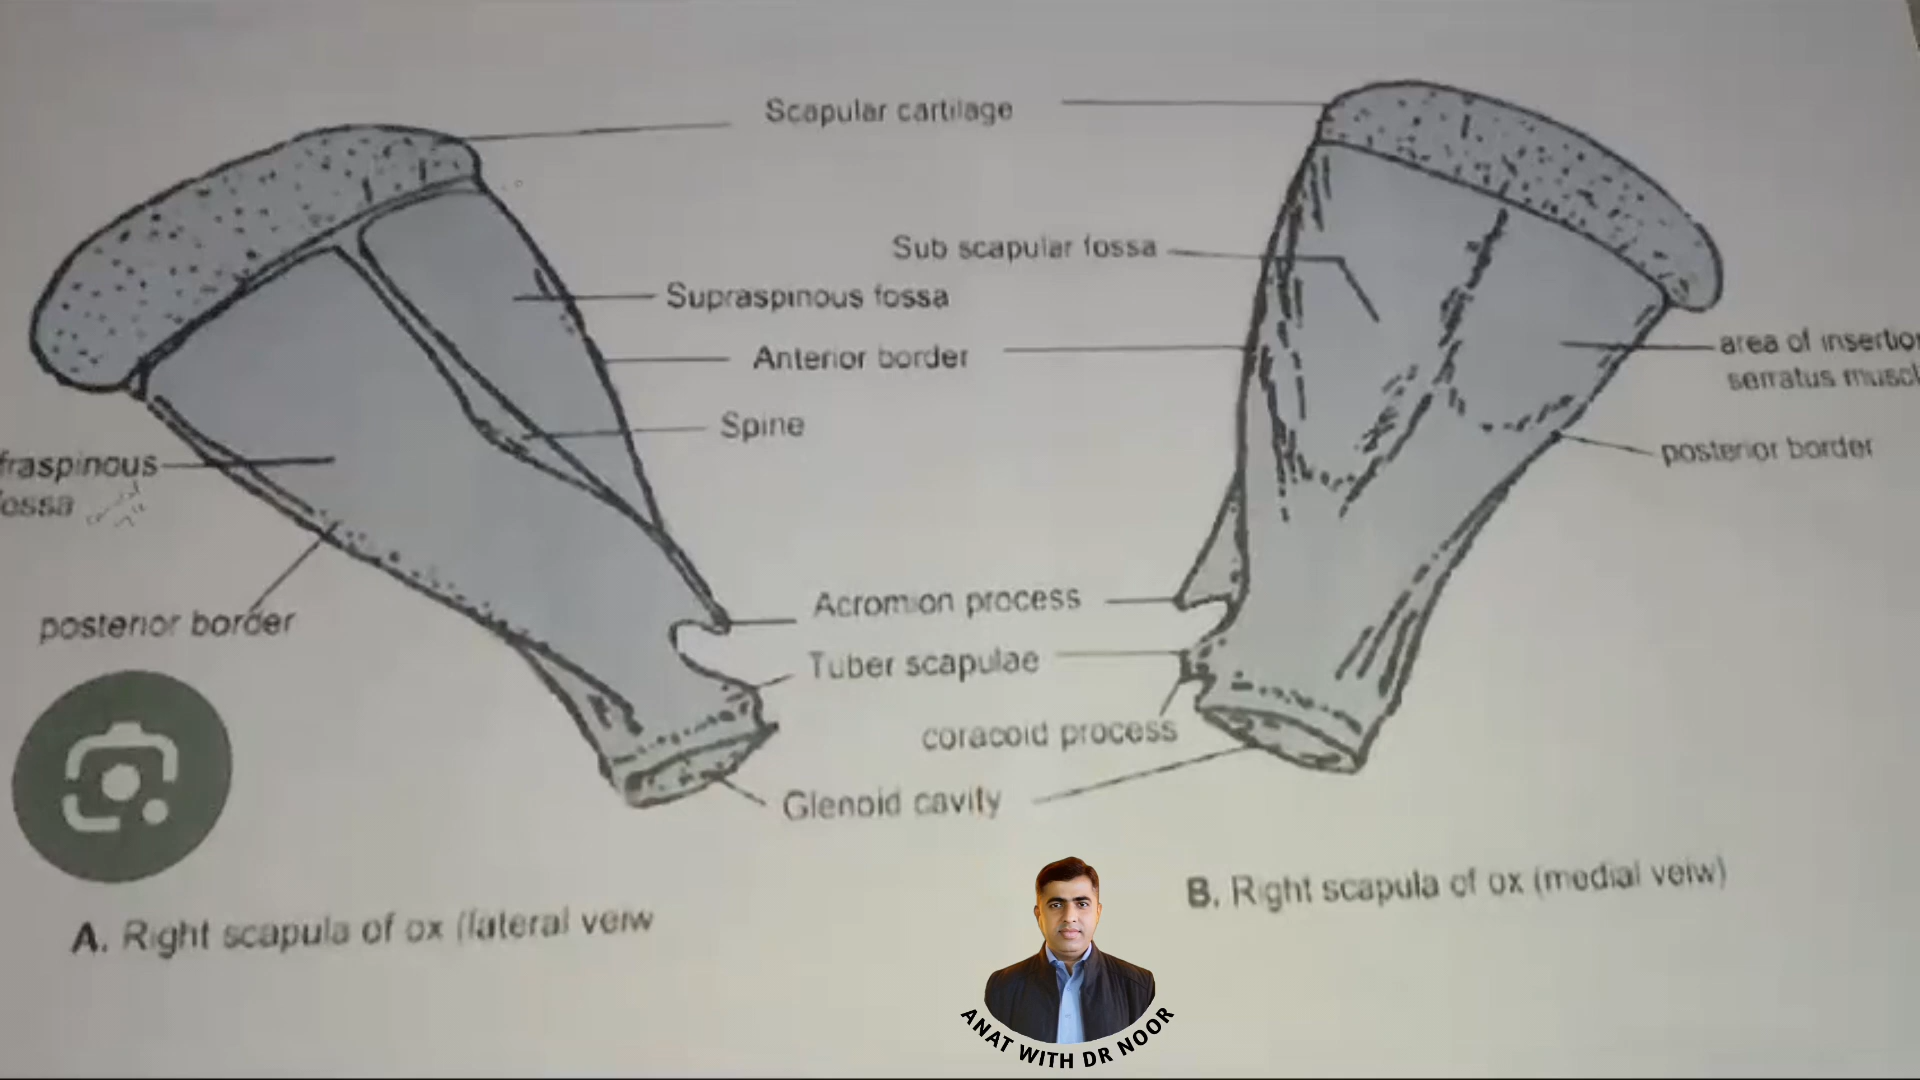 Scapular cartilage
Sub scapular fossa
Supraspinous fossa
Anterior border
Spine
fraspinous
ossa
posterior border
area of insertion
serratus muscl
posterior border
Acromion process
Tuber scapulae
coracoid process
Glenoid cavity
A. Right scapula of ox (lateral veiw
B. Right scapula of ox (medial veiw)
ANAT WITH DR NOOR